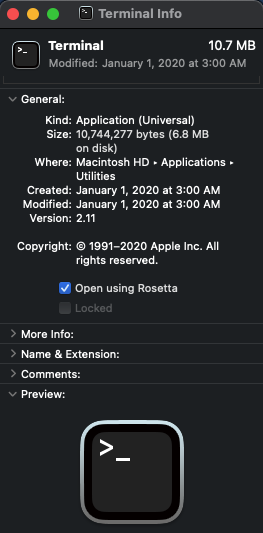 Terminal Info
Terminal 10.7 MB
Modified: January 1, 2020 at 3:00 AM
General:
Kind: Application (Universal)
Size: 10,744,277 bytes (6.8 MB
on disk)
Where: Macintosh HD ▸ Applications ▸
Utilities
Created: January 1, 2020 at 3:00 AM
Modified: January 1, 2020 at 3:00 AM
Version: 2.11
Copyright: © 1991–2020 Apple Inc. All
rights reserved.
Open using Rosetta
Locked
More Info:
Name & Extension:
Comments:
Preview:
>_